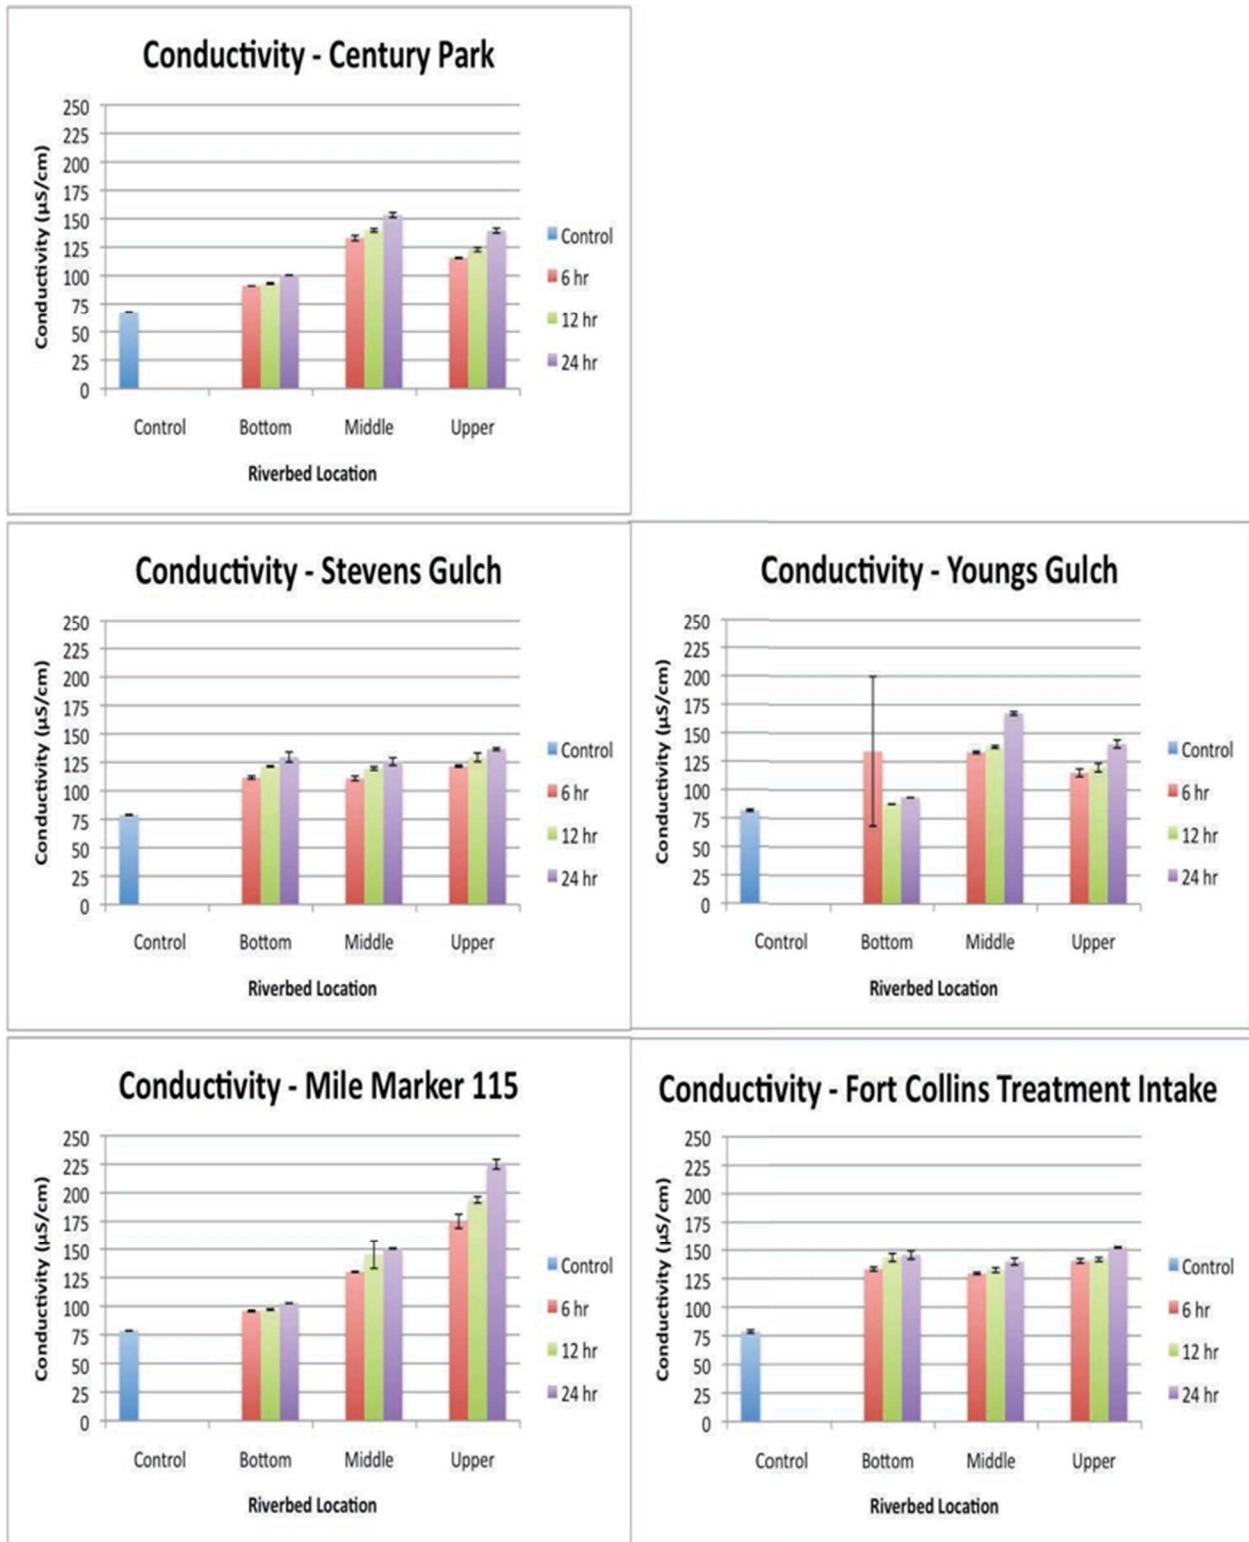 Conductivity - Century Park
Conductivity (µS/cm)
250
225
200
175
150
125
100
75
50
25
0
Control
Bottom
Middle
Upper
Riverbed Location
Control
6 hr
12 hr
24 hr
Conductivity - Stevens Gulch
Conductivity (µS/cm)
250
225
200
175
150
125
100
75
50
25
0
Control
Bottom
Middle
Upper
Riverbed Location
Control
6 hr
12 hr
24 hr
Conductivity - Youngs Gulch
Conductivity (µS/cm)
250
225
200
175
150
125
100
75
50
25
0
Control
Bottom
Middle
Upper
Riverbed Location
Control
6 hr
12 hr
24 hr
Conductivity - Mile Marker 115
Conductivity (µS/cm)
250
225
200
175
150
125
100
75
50
25
0
Control
Bottom
Middle
Upper
Riverbed Location
Control
6 hr
12 hr
24 hr
Conductivity - Fort Collins Treatment Intake
Conductivity (µS/cm)
250
225
200
175
150
125
100
75
50
25
0
Control
Bottom
Middle
Upper
Riverbed Location
Control
6 hr
12 hr
24 hr